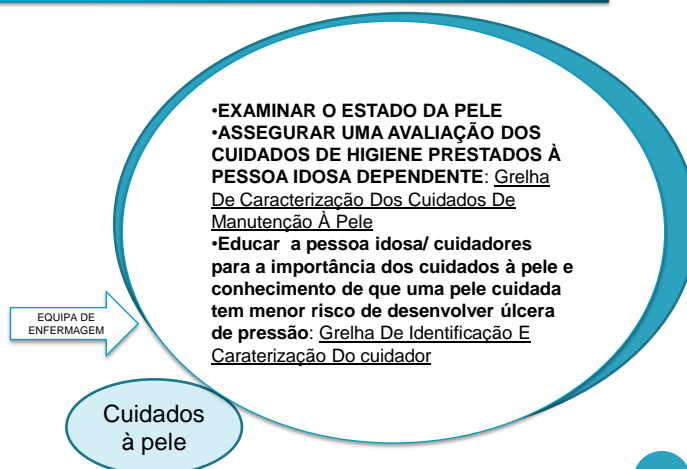 •EXAMINAR O ESTADO DA PELE
•ASSEGURAR UMA AVALIAÇÃO DOS
CUIDADOS DE HIGIENE PRESTADOS À
PESSOA IDOSA DEPENDENTE: Grelha
De Caracterização Dos Cuidados De
Manutenção À Pele
•Educar a pessoa idosa/ cuidadores
para a importância dos cuidados à pele e
conhecimento de que uma pele cuidada
tem menor risco de desenvolver úlcera
de pressão: Grelha De Identificação E
Caraterização Do cuidador
EQUIPA DE
ENFERMAGEM
Cuidados
à pele